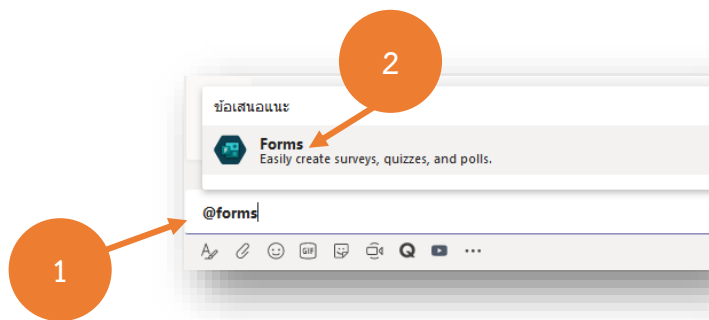 2
ข้อเสนอแนะ
Forms
Easily create surveys, quizzes, and polls.
@forms
GIF
Q
1